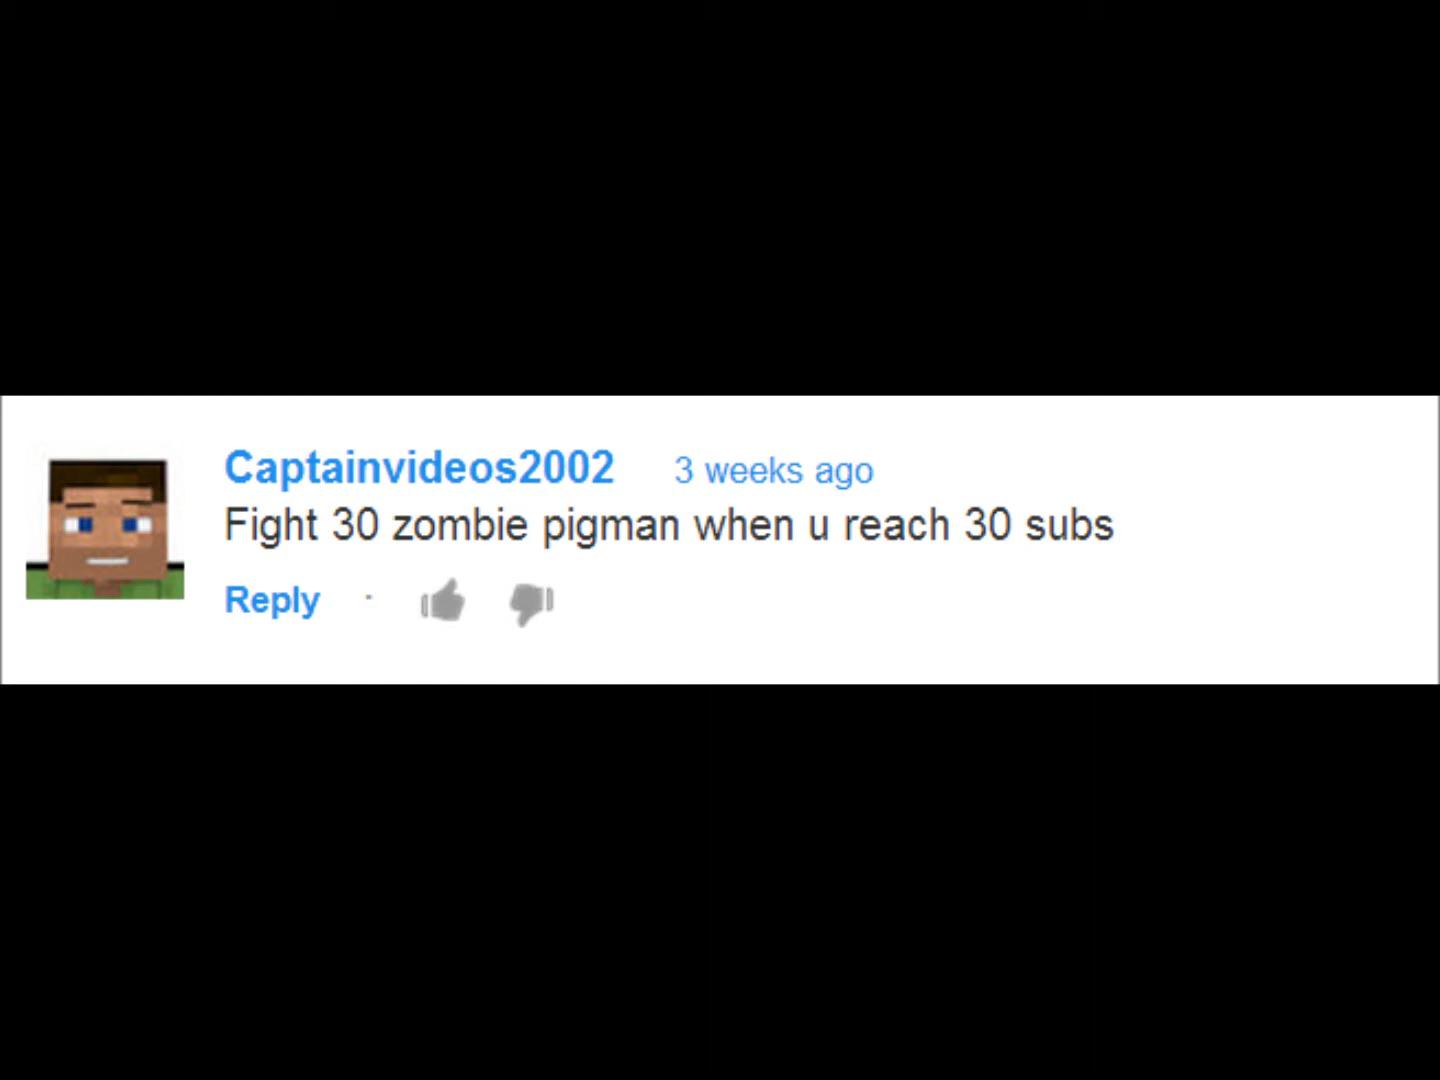 Captainvideos2002 3 weeks ago
Fight 30 zombie pigman when u reach 30 subs
Reply ·